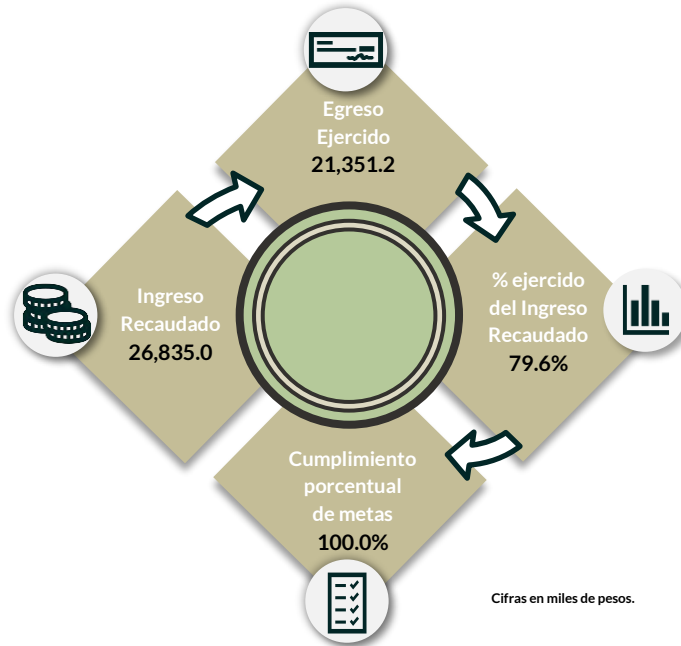 Egreso
Ejercido
21,351.2
Ingreso
Recaudado
26,835.0
% ejercido
del Ingreso
Recaudado
79.6%
Cumplimiento
porcentual
de metas
100.0%
Cifras en miles de pesos.